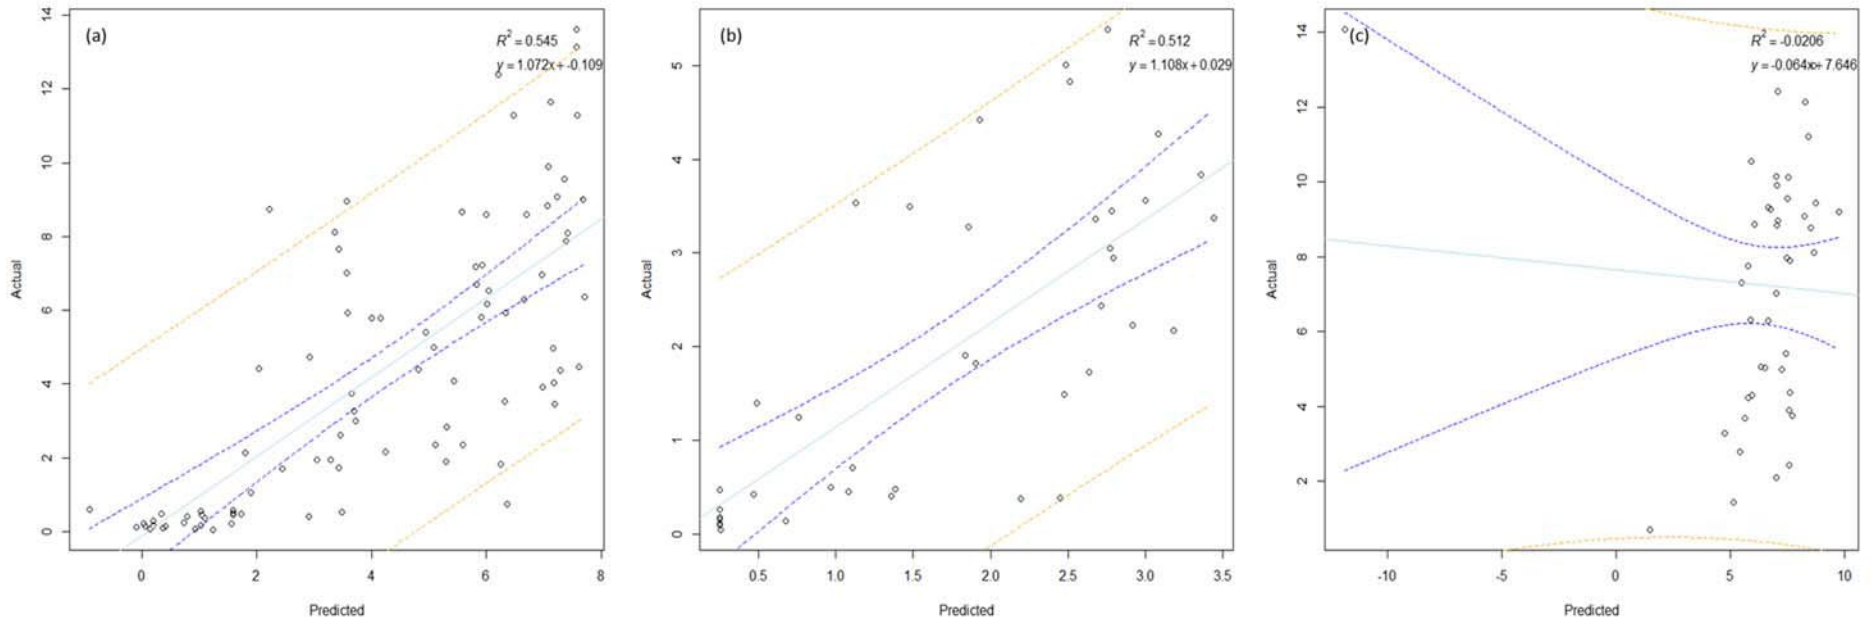 (a)
R² = 0.545
y = 1.072x + -0.109
14
12
10
8
6
4
2
0
Actual
0 2 4 6 8
Predicted
(b)
R² = 0.512
y = 1.108x + 0.029
5
4
3
2
1
0
Actual
0.5 1.0 1.5 2.0 2.5 3.0 3.5
Predicted
(c)
R² = -0.0206
y = -0.064x+ 7.646
14
12
10
8
6
4
2
Actual
-10 -5 0 5 10
Predicted